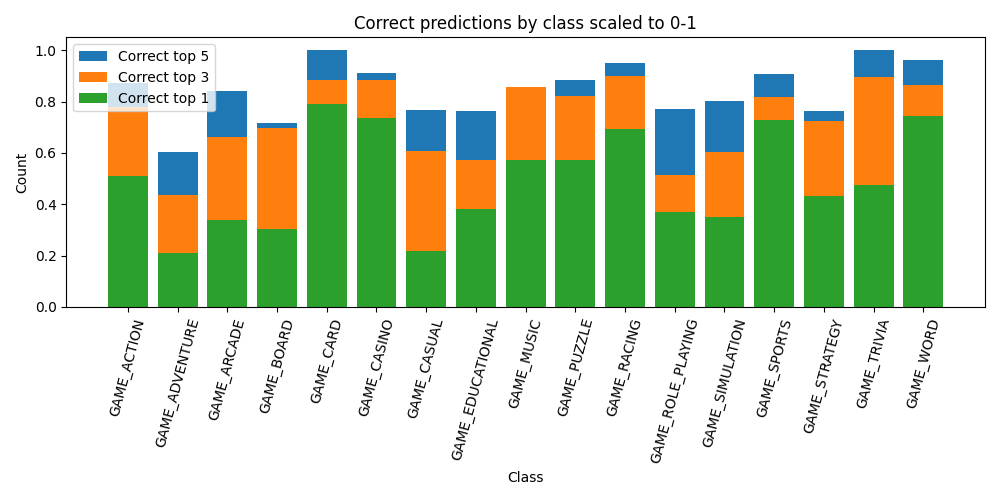 Correct predictions by class scaled to 0-1
Correct top 5
Correct top 3
Correct top 1
Count
1.0
0.8
0.6
0.4
0.2
0.0
GAME_ACTION
GAME_ADVENTURE
GAME_ARCADE
GAME_BOARD
GAME_CARD
GAME_CASINO
GAME_CASUAL
GAME_EDUCATIONAL
GAME_MUSIC
GAME_PUZZLE
GAME_RACING
GAME_ROLE_PLAYING
GAME_SIMULATION
GAME_SPORTS
GAME_STRATEGY
GAME_TRIVIA
GAME_WORD
Class